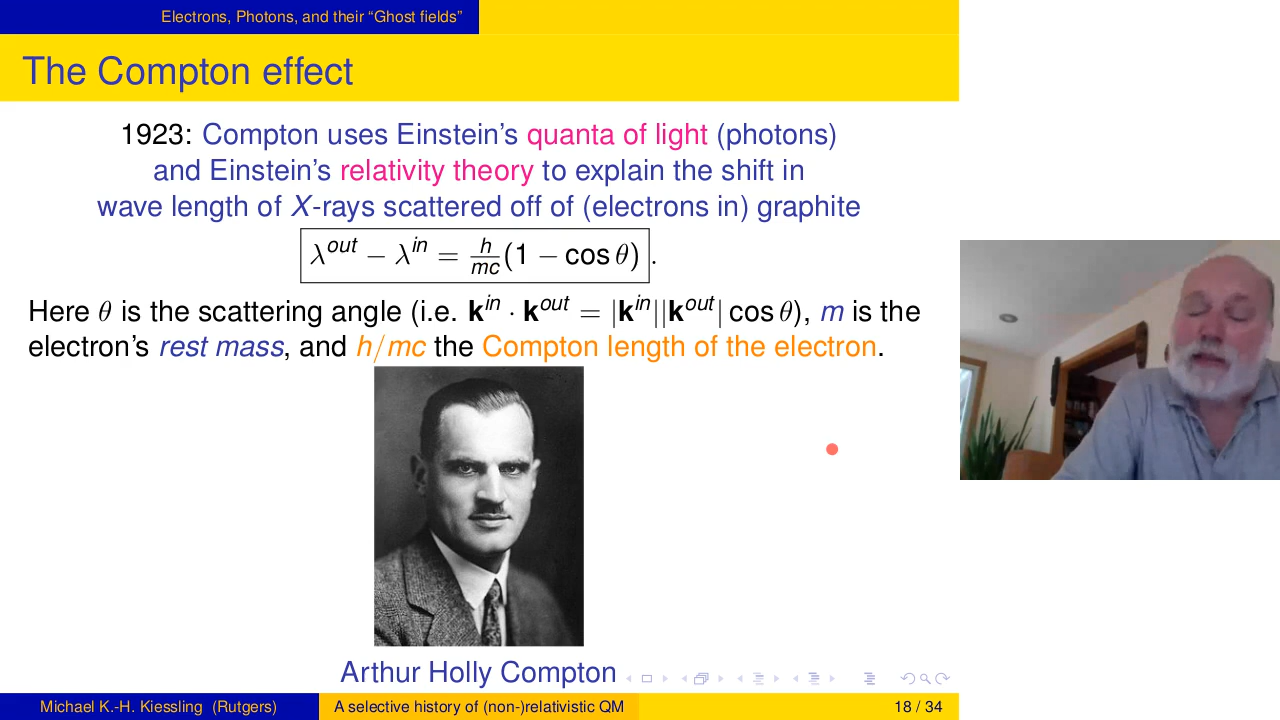 Electrons, Photons, and their “Ghost fields”
The Compton effect
1923: Compton uses Einstein’s quanta of light (photons)
and Einstein’s relativity theory to explain the shift in
wave length of X-rays scattered off of (electrons in) graphite
λ^out − λ^in = h/mc (1 − cos θ).
Here θ is the scattering angle (i.e. k^in · k^out = |k^in||k^out| cos θ), m is the
electron’s rest mass, and h/mc the Compton length of the electron.
Arthur Holly Compton
Michael K.-H. Kiessling (Rutgers) A selective history of (non-)relativistic QM 18 / 34